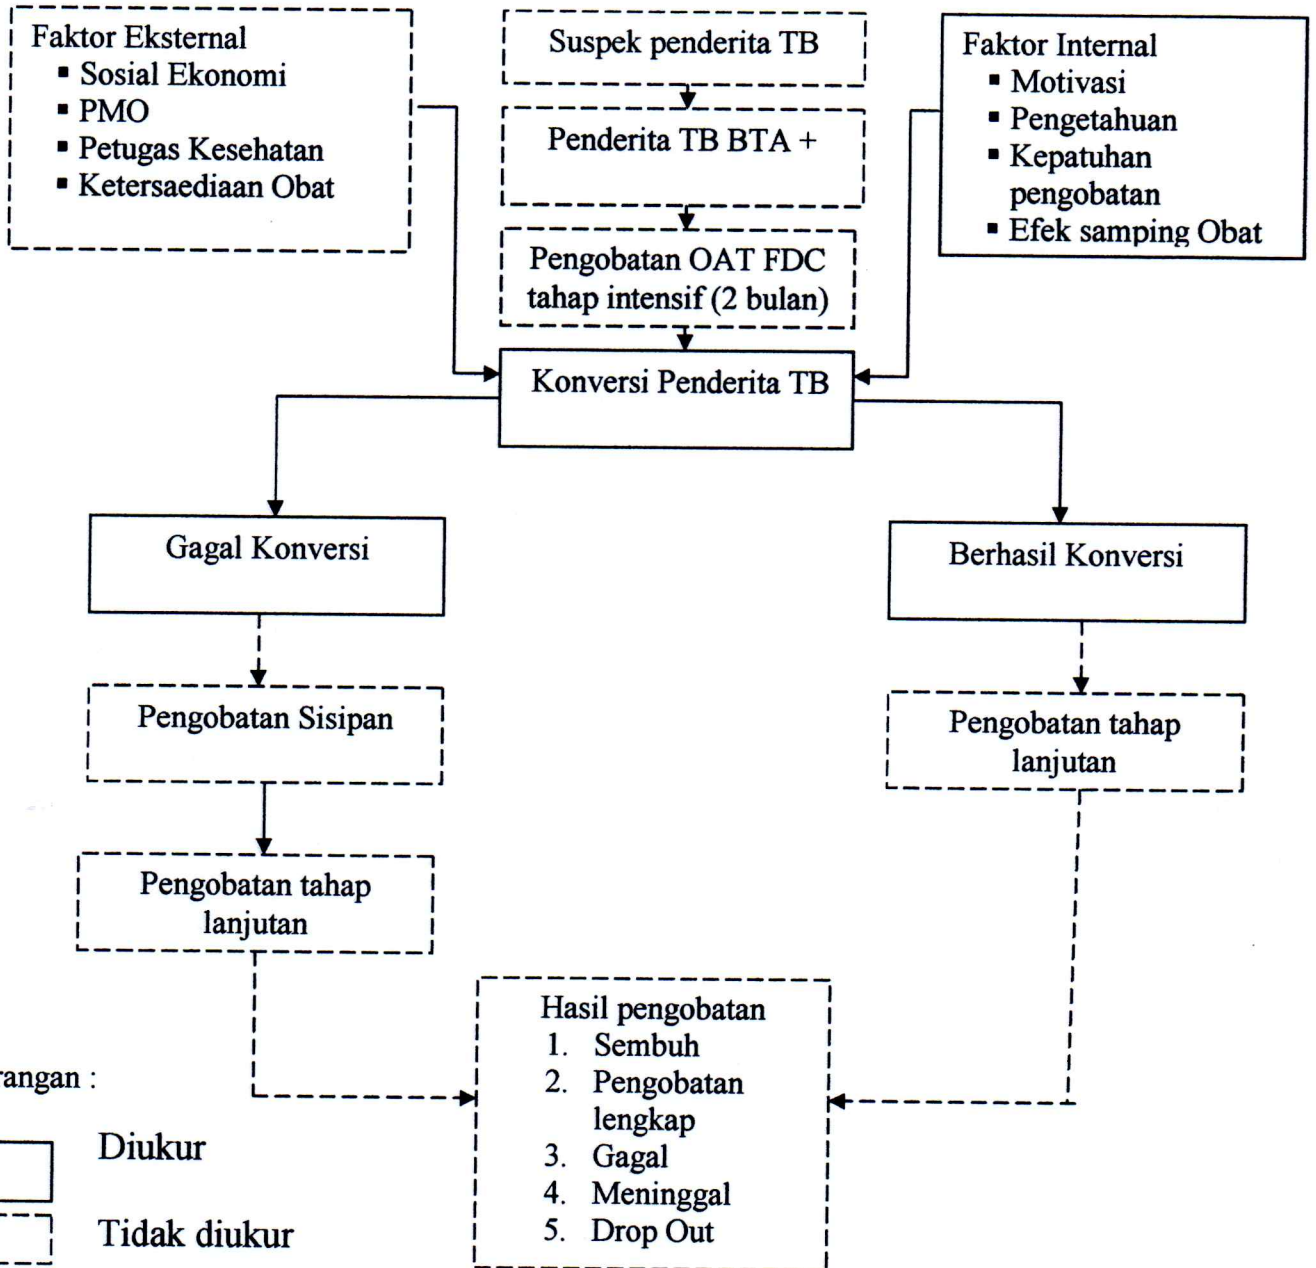 Faktor Eksternal
▪ Sosial Ekonomi
▪ PMO
▪ Petugas Kesehatan
▪ Ketersaediaan Obat
Suspek penderita TB
Penderita TB BTA +
Pengobatan OAT FDC
tahap intensif (2 bulan)
Faktor Internal
▪ Motivasi
▪ Pengetahuan
▪ Kepatuhan
pengobatan
▪ Efek samping Obat
Konversi Penderita TB
Gagal Konversi
Berhasil Konversi
Pengobatan Sisipan
Pengobatan tahap
lanjutan
Pengobatan tahap
lanjutan
Hasil pengobatan
1. Sembuh
2. Pengobatan
lengkap
3. Gagal
4. Meninggal
5. Drop Out
rangan :
Diukur
Tidak diukur